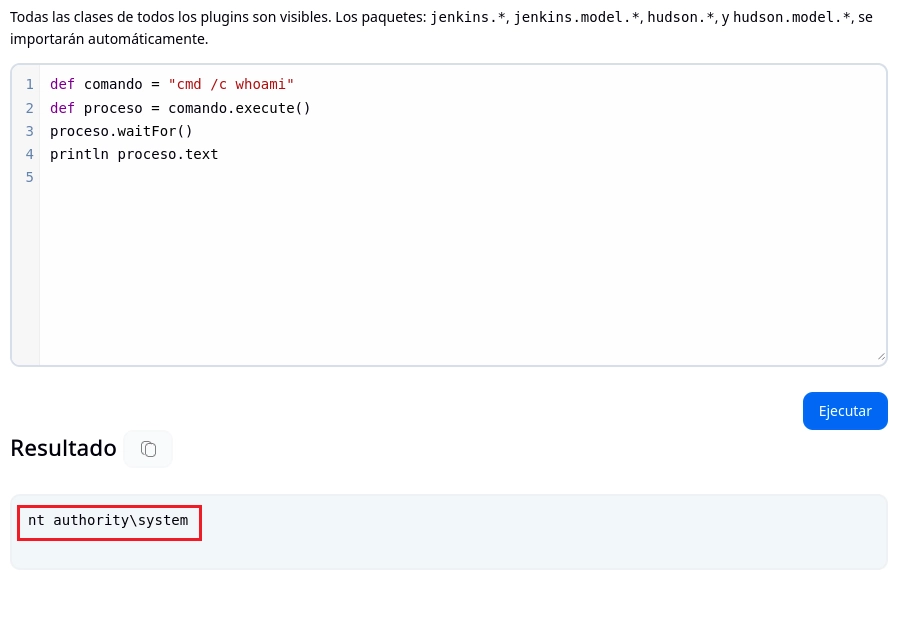 Todas las clases de todos los plugins son visibles. Los paquetes: jenkins.*, jenkins.model.*, hudson.*, y hudson.model.*, se
importarán automáticamente.
1 def comando = "cmd /c whoami"
2 def proceso = comando.execute()
3 proceso.waitFor()
4 println proceso.text
5
Ejecutar
Resultado
nt authority\system